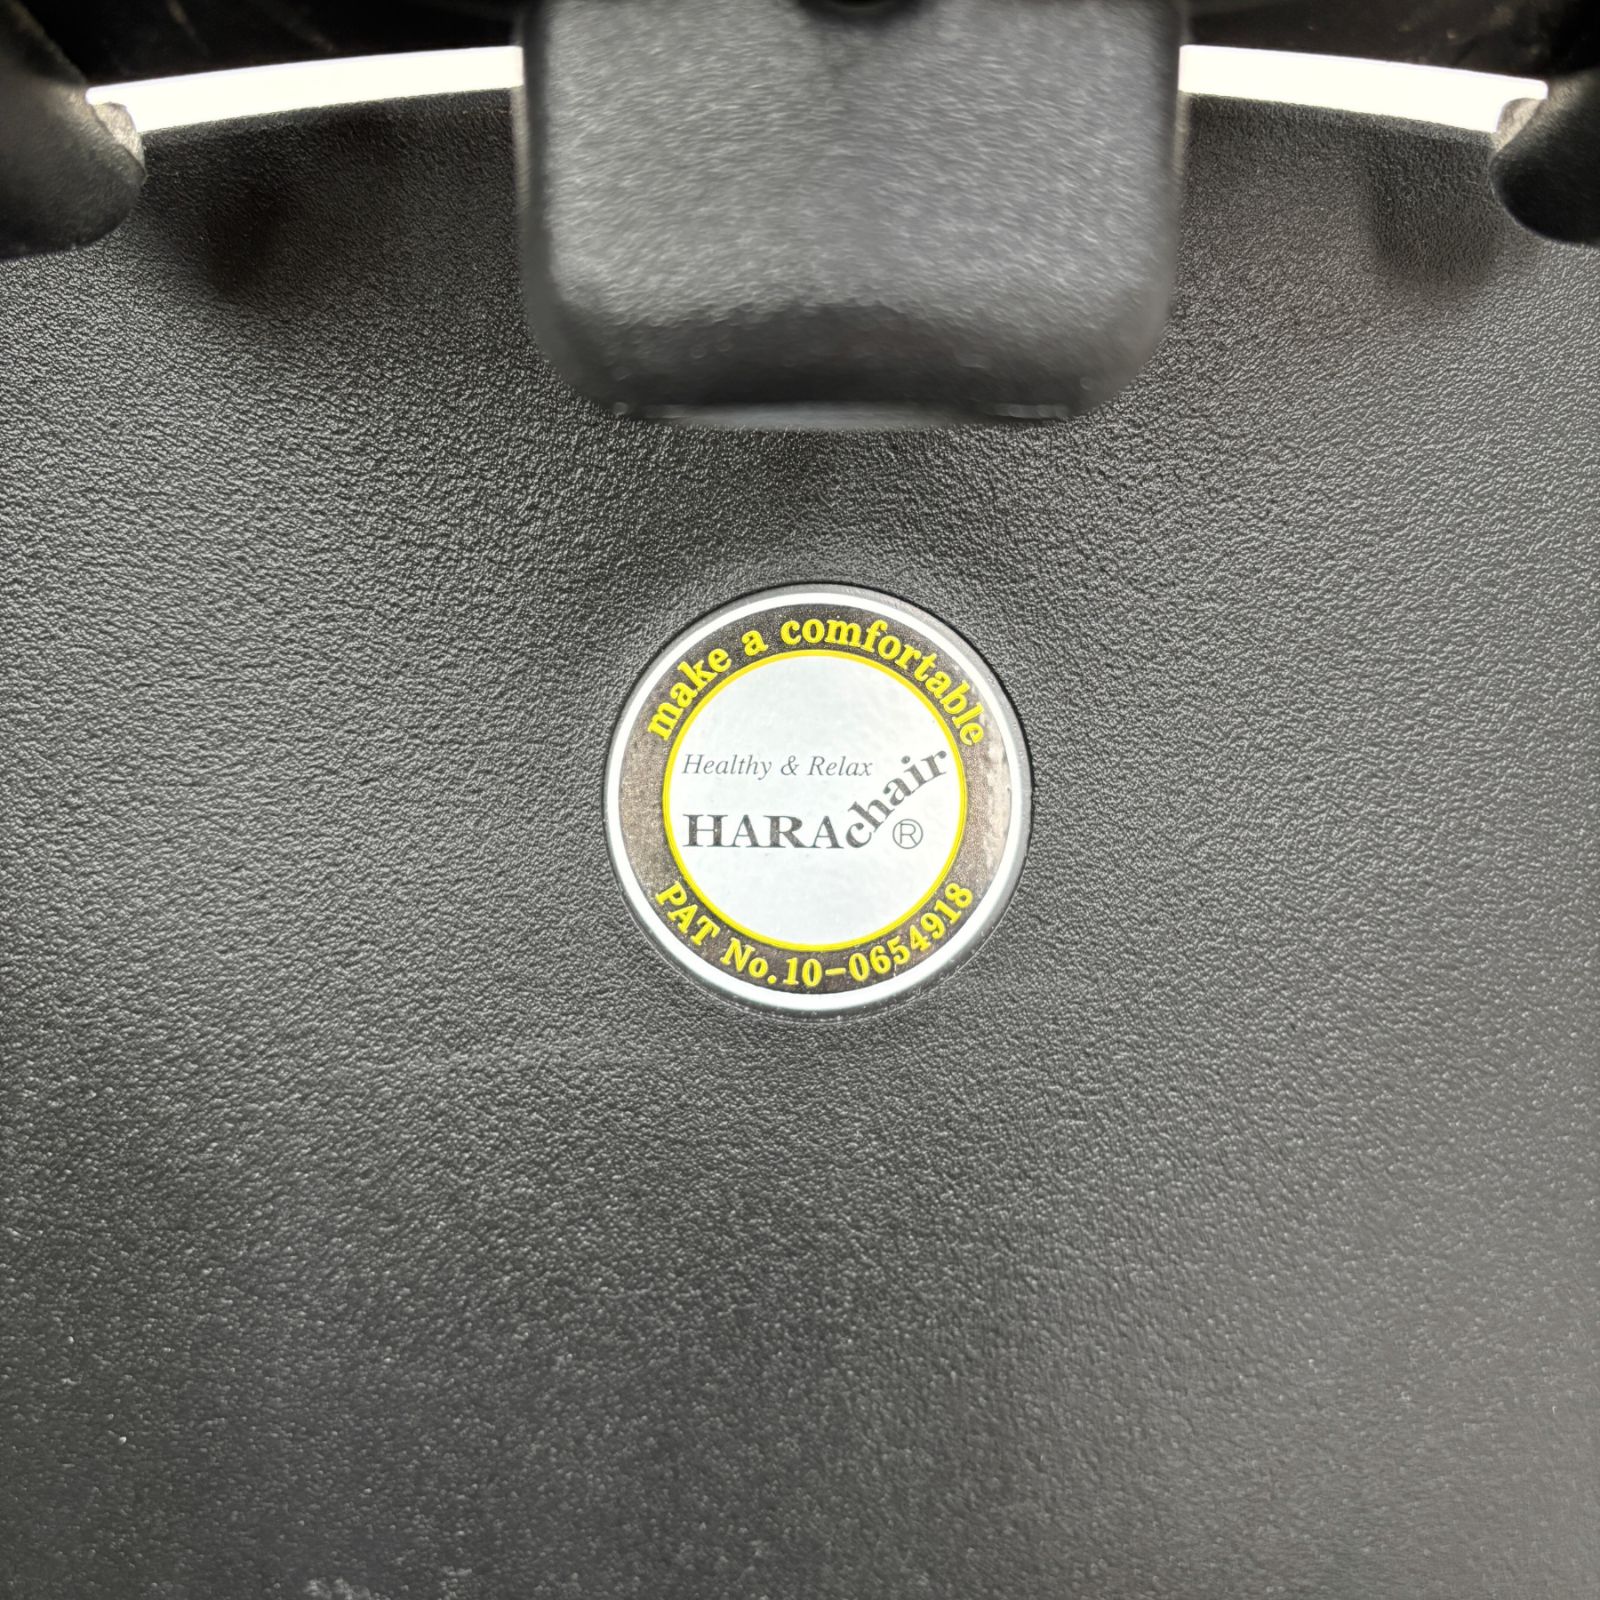 make a comfortable
Healthy & Relax
HARAchair®
PAT No.10-0654918